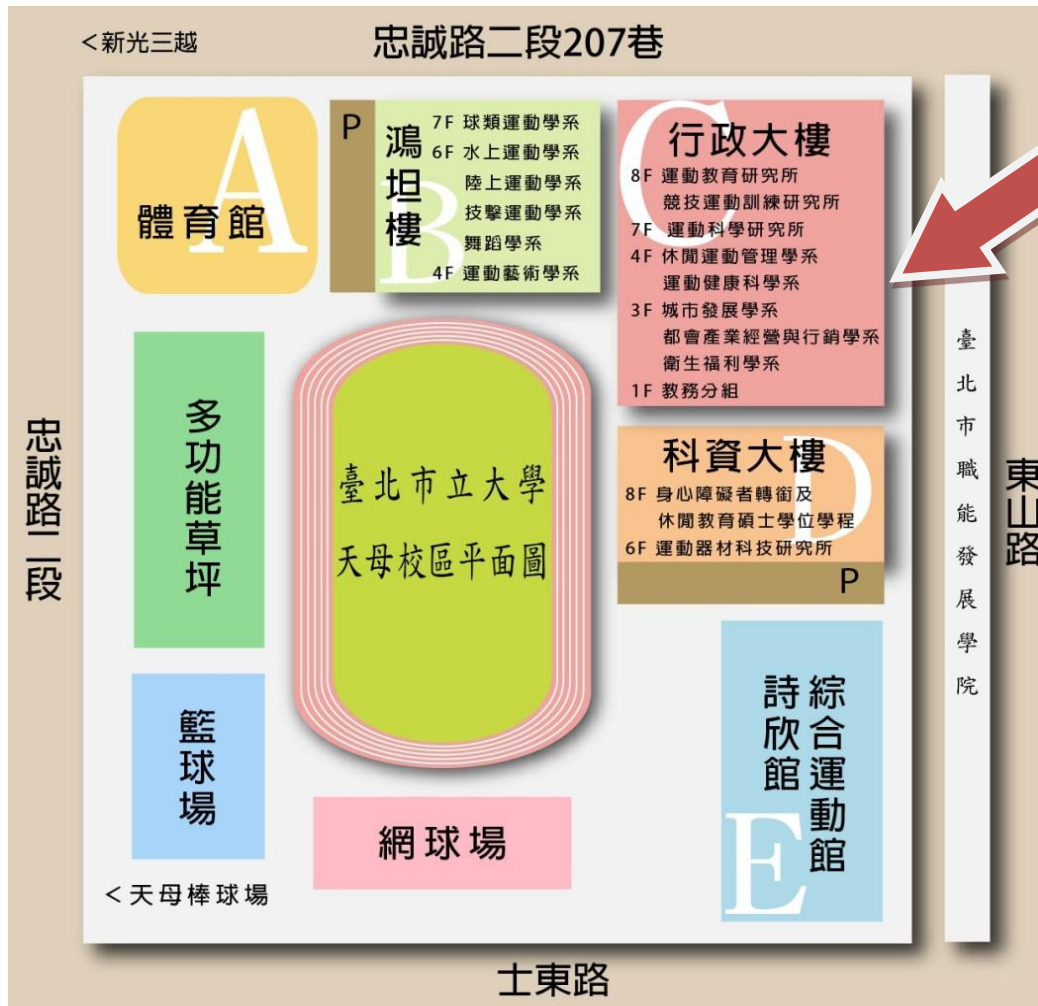 <新光三越
忠誠路二段207巷
A
體育館
P
鴻坦樓
B
7F 球類運動學系
6F 水上運動學系
陸上運動學系
技擊運動學系
舞蹈學系
4F 運動藝術學系
C
行政大樓
8F 運動教育研究所
競技運動訓練研究所
7F 運動科學研究所
4F 休閒運動管理學系
運動健康科學系
3F 城市發展學系
都會產業經營與行銷學系
衛生福利學系
1F 教務分組
忠誠路二段
多功能草坪
臺北市立大學
天母校區平面圖
D
科資大樓
8F 身心障礙者轉銜及
休閒教育碩士學位學程
6F 運動器材科技研究所
P
臺北市職能發展學院
東山路
籃球場
網球場
綜合運動館
詩欣館
E
<天母棒球場
士東路